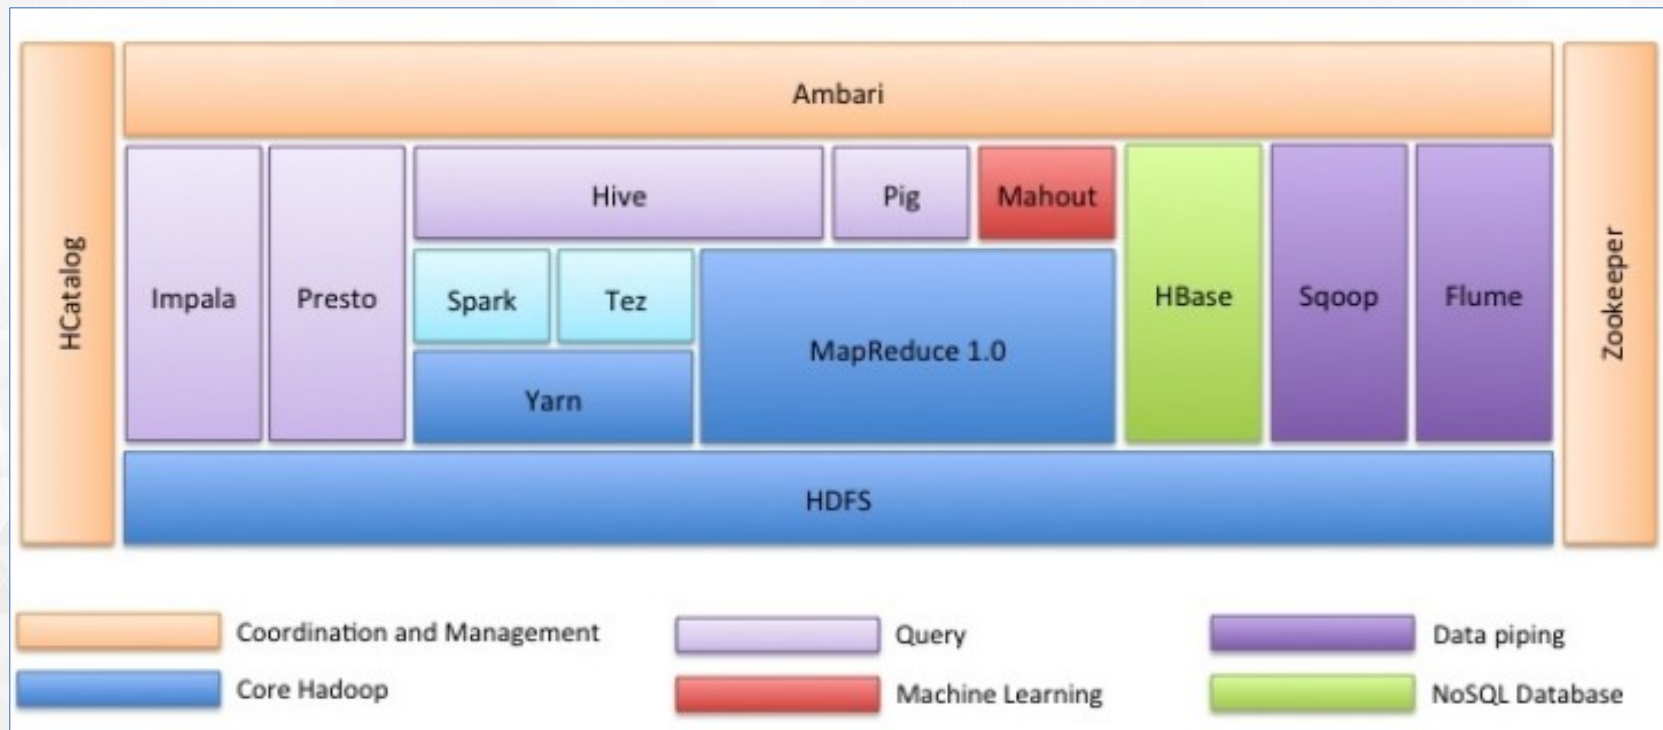 Ambari
HCatalog
Impala
Presto
Hive
Pig
Mahout
HBase
Sqoop
Flume
Zookeeper
Spark
Tez
MapReduce 1.0
Yarn
HDFS
Coordination and Management
Query
Data piping
Core Hadoop
Machine Learning
NoSQL Database